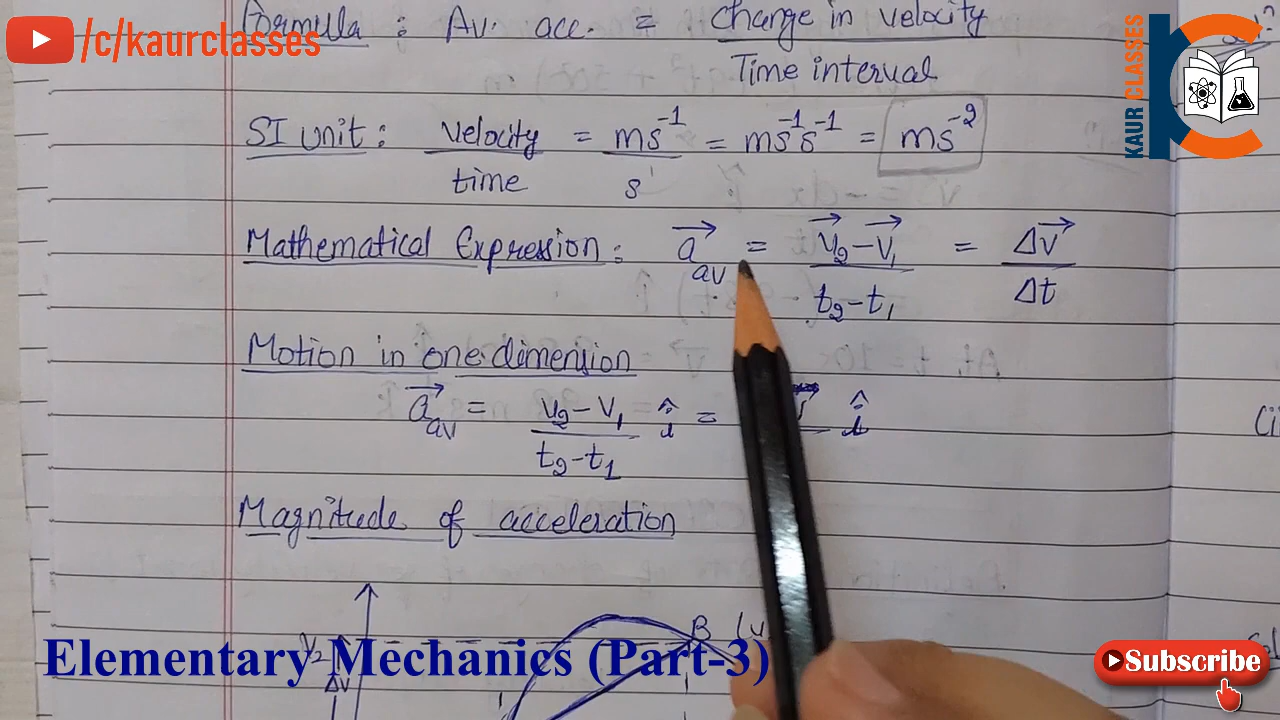 Formula : Av. acc. = Change in velocity
Time interval
/c/kaurclasses
KAUR CLASSES
SI Unit : Velocity = ms⁻¹ = ms⁻¹s⁻¹ = ms⁻²
time s
Mathematical Expression : a⃗av = v⃗₂ – v⃗₁ = Δv⃗
t₂ – t₁ Δt
Motion in one dimension
a⃗av = v₂ – v₁ î = î
t₂ – t₁
Magnitude of acceleration
B
V₂
Elementary Mechanics (Part-3)
ΔV
Subscribe